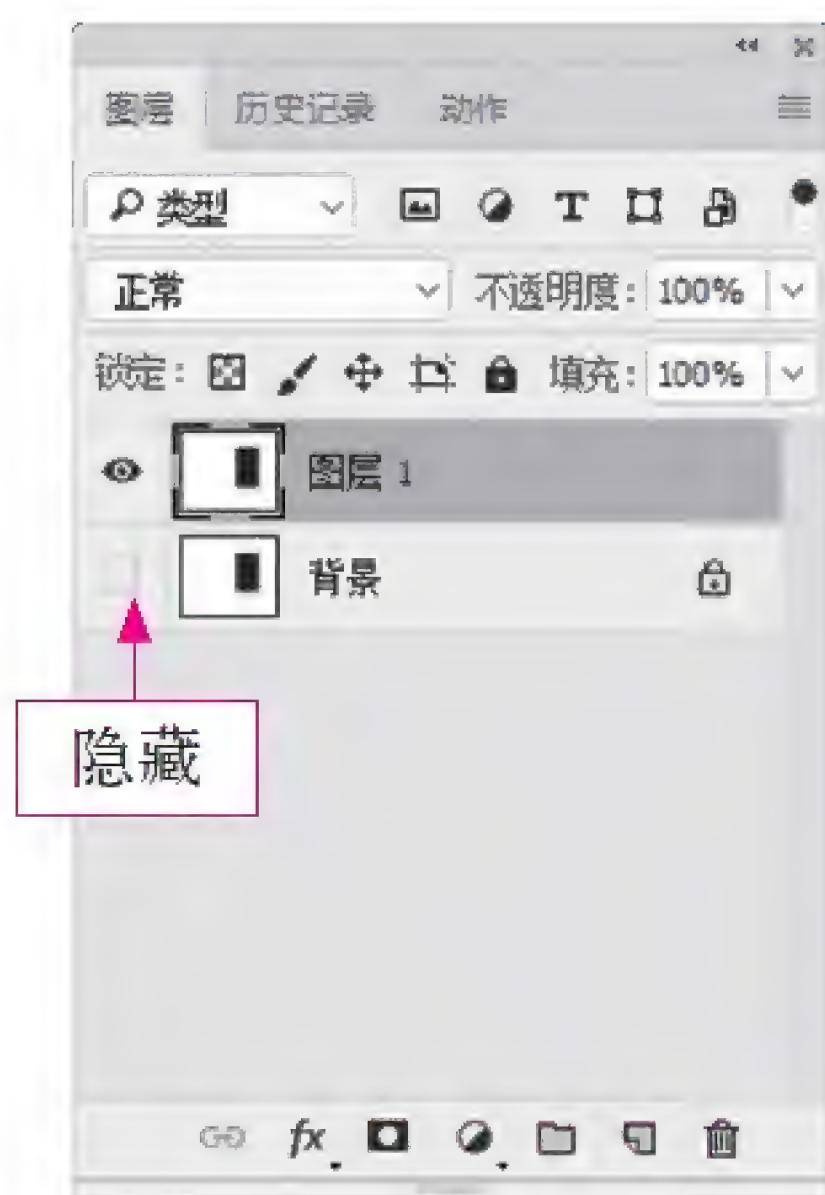 图层 历史记录 动作
类型
正常 不透明度: 100%
锁定: 填充: 100%
图层 1
背景
隐藏
fx